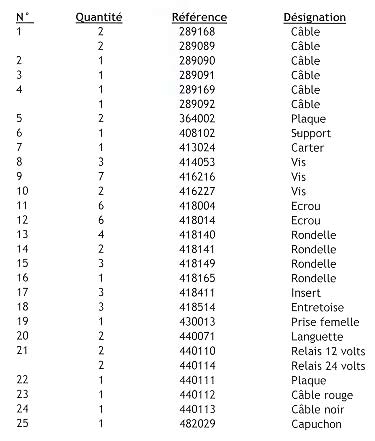 N° Quantité Référence Désignation
1 2 289168 Câble
2 289089 Câble
2 1 289090 Câble
3 1 289091 Câble
4 1 289169 Câble
1 289092 Câble
5 2 364002 Plaque
6 1 408102 Support
7 1 413024 Carter
8 3 414053 Vis
9 7 416216 Vis
10 2 416227 Vis
11 6 418004 Ecrou
12 6 418014 Ecrou
13 4 418140 Rondelle
14 2 418141 Rondelle
15 3 418149 Rondelle
16 1 418165 Rondelle
17 3 418411 Insert
18 3 418514 Entretoise
19 1 430013 Prise femelle
20 2 440071 Languette
21 2 440110 Relais 12 volts
2 440114 Relais 24 volts
22 1 440111 Plaque
23 1 440112 Câble rouge
24 1 440113 Câble noir
25 1 482029 Capuchon